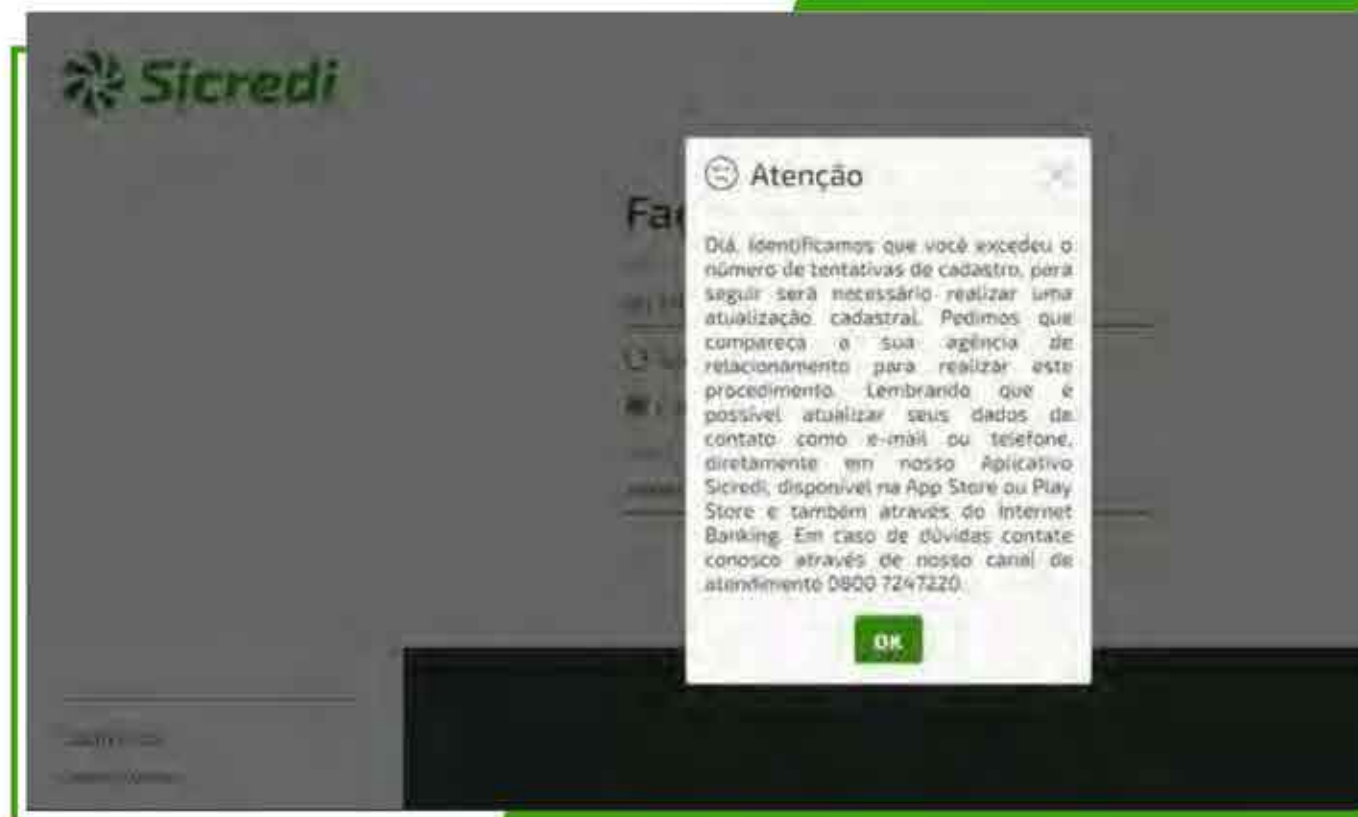 Sicredi
Atenção
Fa
Olá. Identificamos que você excedeu o
número de tentativas de cadastro, para
seguir será necessário realizar uma
atualização cadastral. Pedimos que
compareça a sua agência de
relacionamento para realizar este
procedimento. Lembrando que é
possível atualizar seus dados de
contato como e-mail ou telefone,
diretamente em nosso Aplicativo
Sicredi, disponível na App Store ou Play
Store e também através do Internet
Banking. Em caso de dúvidas contate
conosco através de nosso canal de
atendimento 0800 7247220.
OK